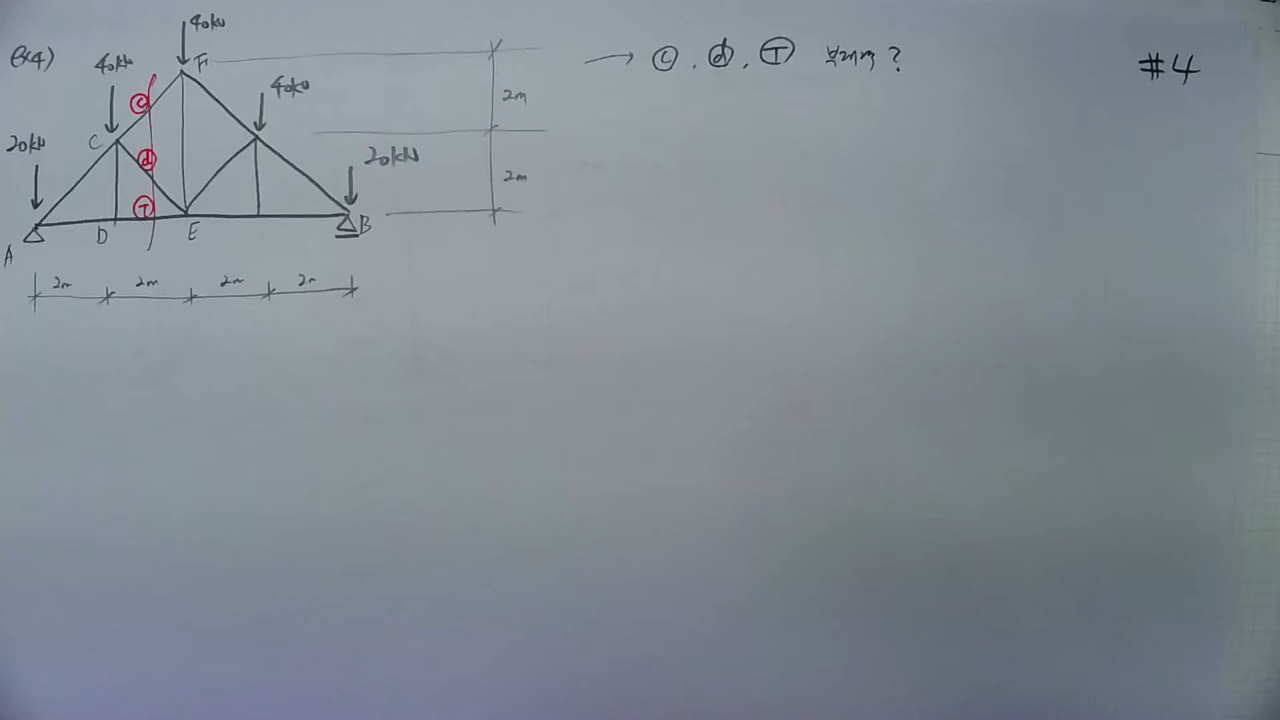 ex4)
40kN
→ ⓒ, ⓓ, Ⓣ 부재력?
#4
40kN
F
40kN
ⓒ
2m
20kN
C
20kN
ⓓ
2m
Ⓣ
A
D
E
B
2m
2m
2m
2m